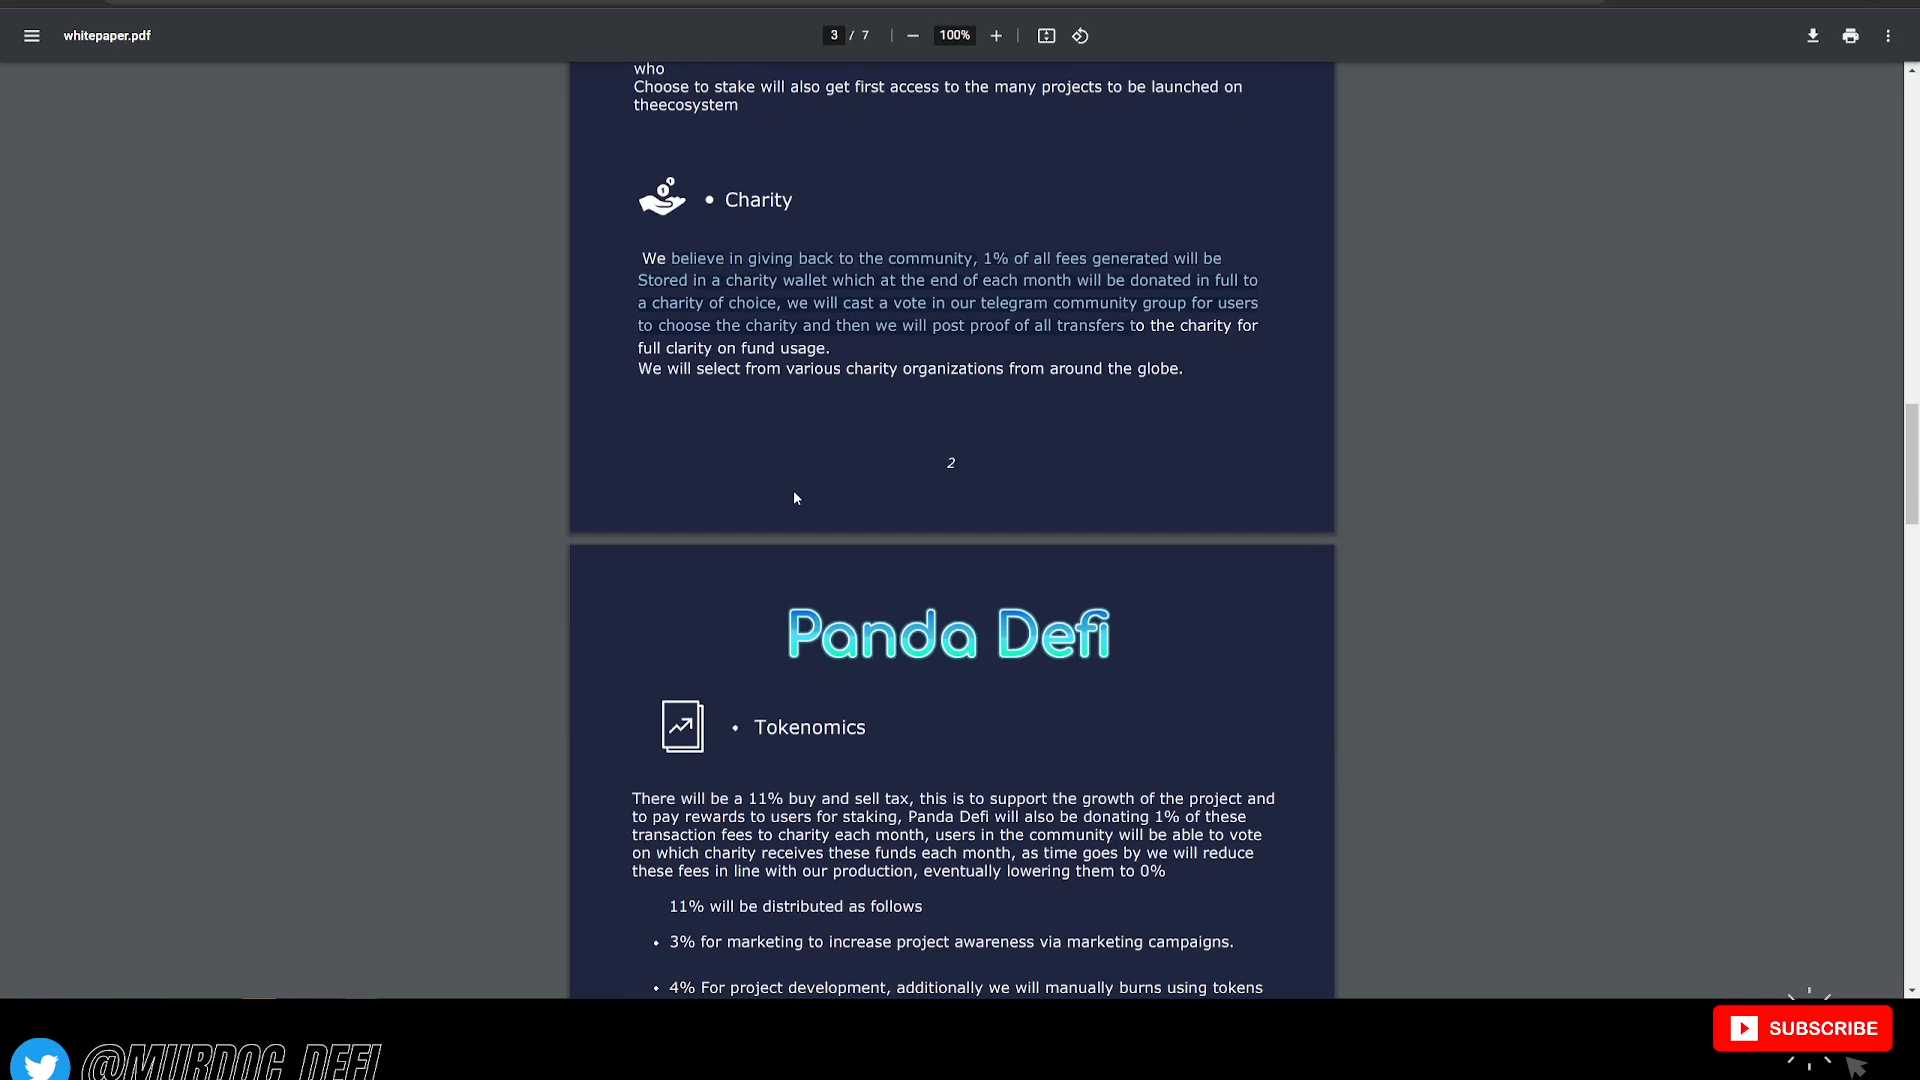 whitepaper.pdf
3 / 7
100%
who
Choose to stake will also get first access to the many projects to be launched on
theecosystem
• Charity
We believe in giving back to the community, 1% of all fees generated will be
Stored in a charity wallet which at the end of each month will be donated in full to
a charity of choice, we will cast a vote in our telegram community group for users
to choose the charity and then we will post proof of all transfers to the charity for
full clarity on fund usage.
We will select from various charity organizations from around the globe.
2
Panda Defi
• Tokenomics
There will be a 11% buy and sell tax, this is to support the growth of the project and
to pay rewards to users for staking, Panda Defi will also be donating 1% of these
transaction fees to charity each month, users in the community will be able to vote
on which charity receives these funds each month, as time goes by we will reduce
these fees in line with our production, eventually lowering them to 0%
11% will be distributed as follows
• 3% for marketing to increase project awareness via marketing campaigns.
• 4% For project development, additionally we will manually burns using tokens
@MURDOC_DEFI
SUBSCRIBE